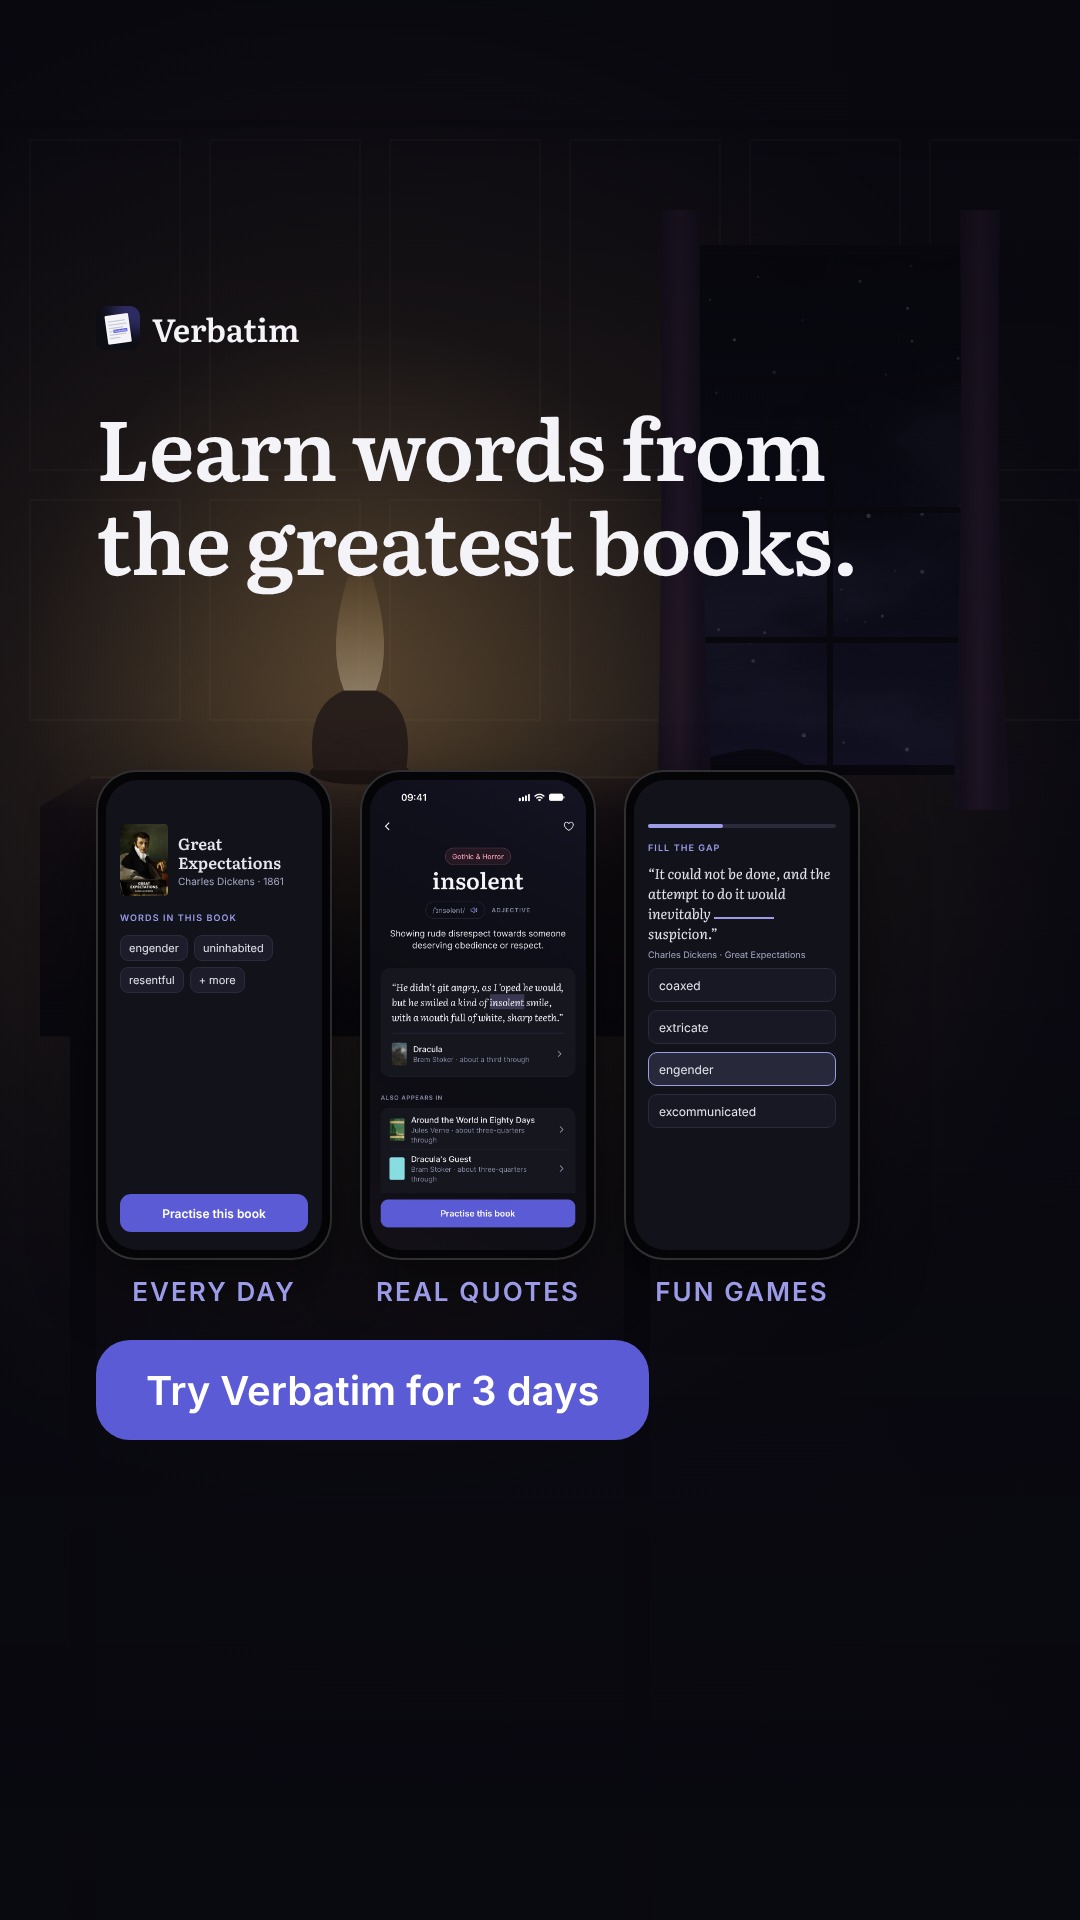 Verbatim
Learn words from
the greatest books.
Great
Expectations
Charles Dickens · 1861
GREAT
EXPECTATIONS
WORDS IN THIS BOOK
engender
uninhabited
resentful
+ more
Practise this book
EVERY DAY
09:41
Gothic & Horror
insolent
/ˈɪnsələnt/
ADJECTIVE
Showing rude disrespect towards someone
deserving obedience or respect.
“He didn't git angry, as I 'oped he would,
but he smiled a kind of insolent smile,
with a mouth full of white, sharp teeth.”
Dracula
Bram Stoker · about a third through
ALSO APPEARS IN
Around the World in Eighty Days
Jules Verne · about three-quarters
through
Dracula's Guest
Bram Stoker · about three-quarters
through
Practise this book
REAL QUOTES
FILL THE GAP
“It could not be done, and the
attempt to do it would
inevitably ______
suspicion.”
Charles Dickens · Great Expectations
coaxed
extricate
engender
excommunicated
FUN GAMES
Try Verbatim for 3 days